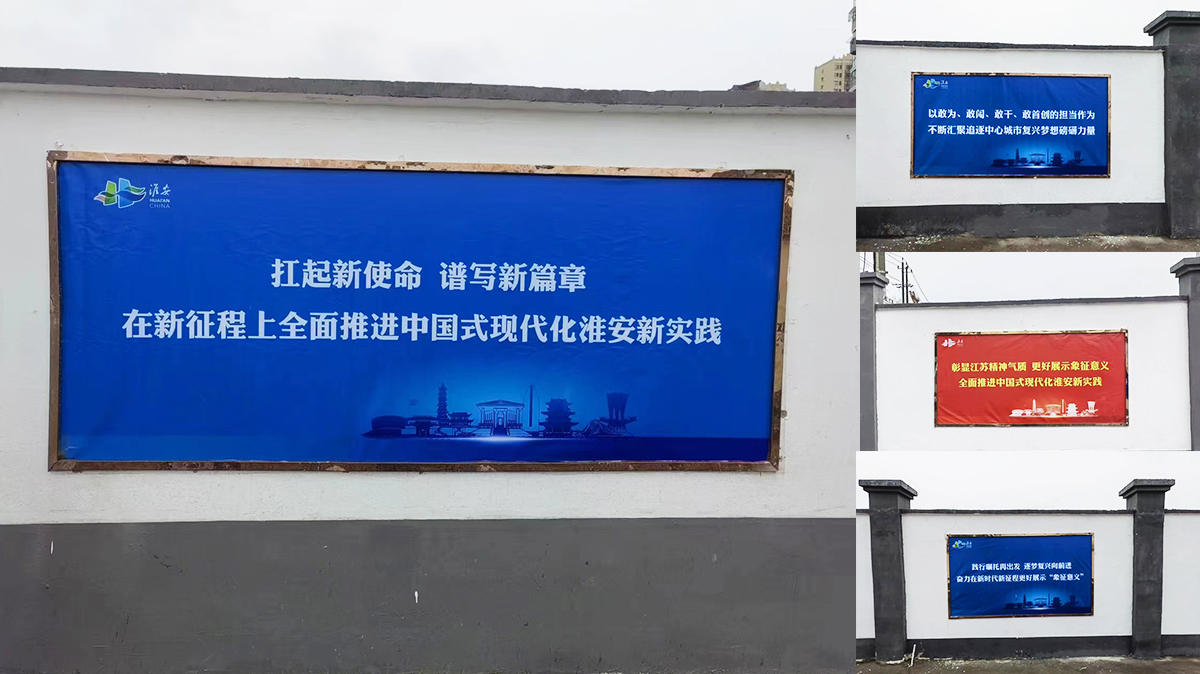 淮安
HUAI'AN
CHINA
扛起新使命 谱写新篇章
在新征程上全面推进中国式现代化淮安新实践
以敢为、敢闯、敢干、敢首创的担当作为
不断汇聚追逐中心城市复兴梦想磅礴力量
彰显江苏精神气质 更好展示象征意义
全面推进中国式现代化淮安新实践
践行嘱托再出发 逐梦复兴向前进
奋力在新时代新征程更好展示“象征意义”